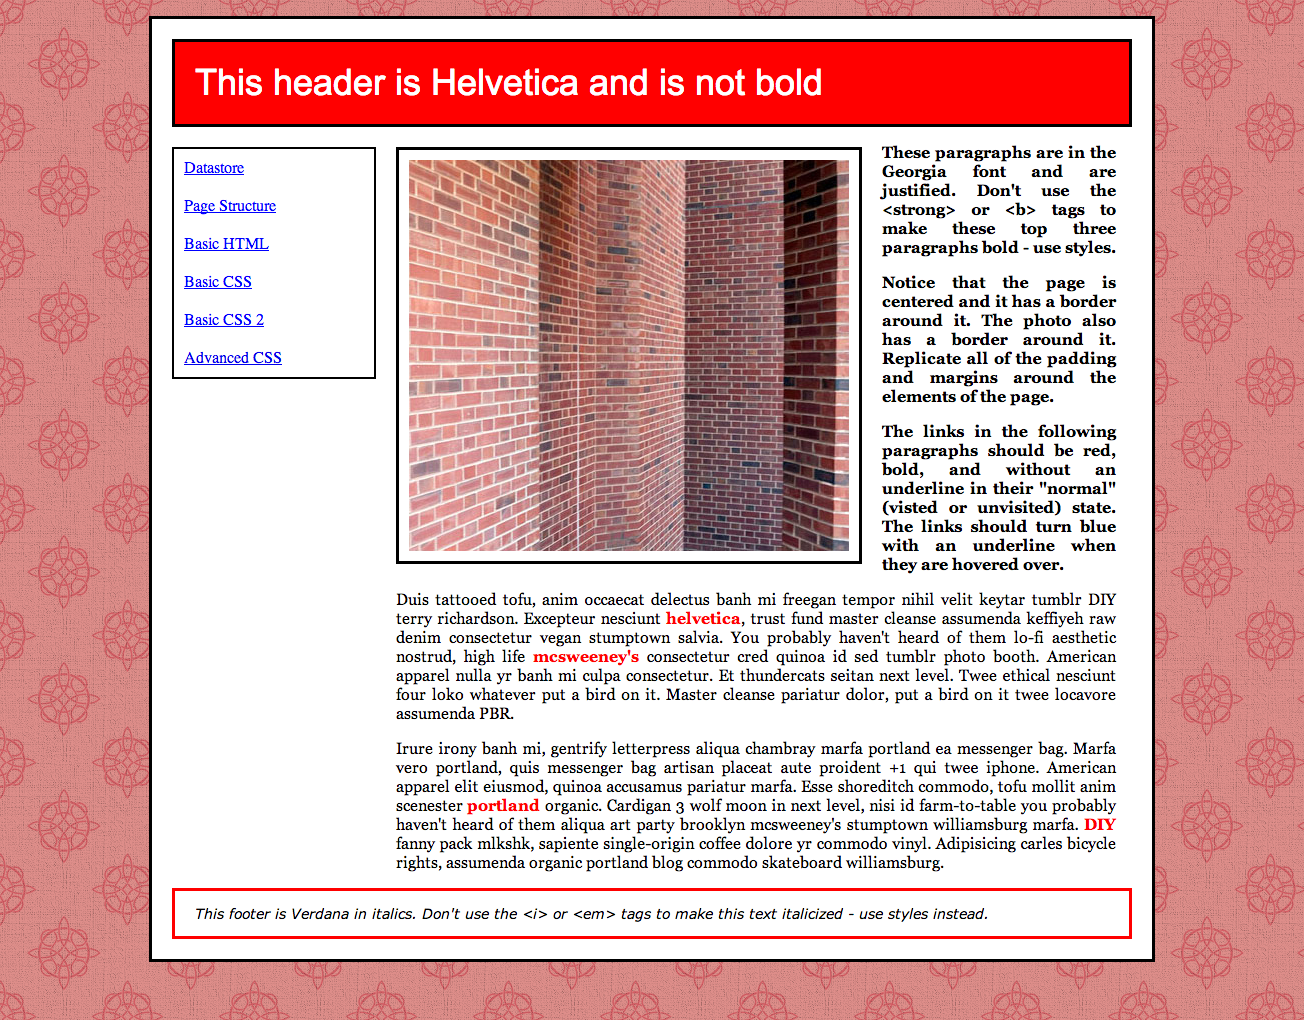 This header is Helvetica and is not bold
Datastore
Page Structure
Basic HTML
Basic CSS
Basic CSS 2
Advanced CSS
These paragraphs are in the
Georgia font and are
justified. Don't use the
<strong> or <b> tags to
make these top three
paragraphs bold - use styles.
Notice that the page is
centered and it has a border
around it. The photo also
has a border around it.
Replicate all of the padding
and margins around the
elements of the page.
The links in the following
paragraphs should be red,
bold, and without an
underline in their "normal"
(visted or unvisited) state.
The links should turn blue
with an underline when
they are hovered over.
Duis tattooed tofu, anim occaecat delectus banh mi freegan tempor nihil velit keytar tumblr DIY
terry richardson. Excepteur nesciunt helvetica, trust fund master cleanse assumenda keffiyeh raw
denim consectetur vegan stumptown salvia. You probably haven't heard of them lo-fi aesthetic
nostrud, high life mcsweeney's consectetur cred quinoa id sed tumblr photo booth. American
apparel nulla yr banh mi culpa consectetur. Et thundercats seitan next level. Twee ethical nesciunt
four loko whatever put a bird on it. Master cleanse pariatur dolor, put a bird on it twee locavore
assumenda PBR.
Irure irony banh mi, gentrify letterpress aliqua chambray marfa portland ea messenger bag. Marfa
vero portland, quis messenger bag artisan placeat aute proident +1 qui twee iphone. American
apparel elit eiusmod, quinoa accusamus pariatur marfa. Esse shoreditch commodo, tofu mollit anim
scenester portland organic. Cardigan 3 wolf moon in next level, nisi id farm-to-table you probably
haven't heard of them aliqua art party brooklyn mcsweeney's stumptown williamsburg marfa. DIY
fanny pack mlkshk, sapiente single-origin coffee dolore yr commodo vinyl. Adipisicing carles bicycle
rights, assumenda organic portland blog commodo skateboard williamsburg.
This footer is Verdana in italics. Don't use the <i> or <em> tags to make this text italicized - use styles instead.